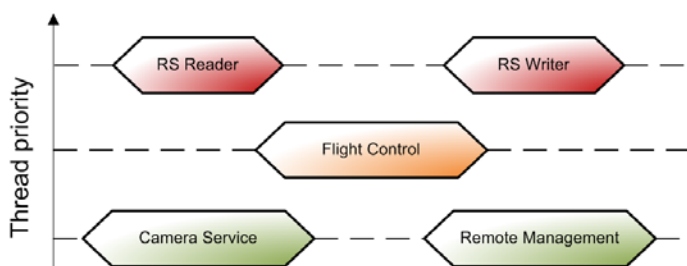 Thread priority
RS Reader
RS Writer
Flight Control
Camera Service
Remote Management